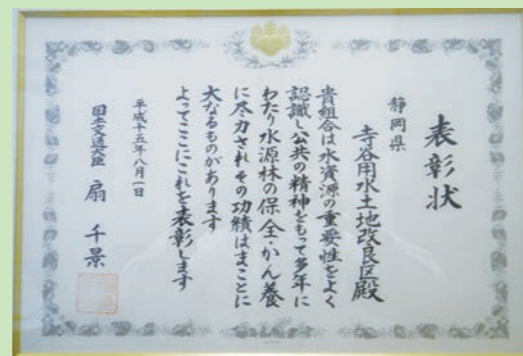 表彰状
静岡県
寺谷用水土地改良区殿
貴組合は水資源の重要性をよく
認識し公共の精神をもって多年に
わたり水源林の保全・かん養
に尽力されその功績はまことに
大なるものがあります
よってここにこれを表彰します
平成十五年八月一日
国土交通大臣 扇 千景